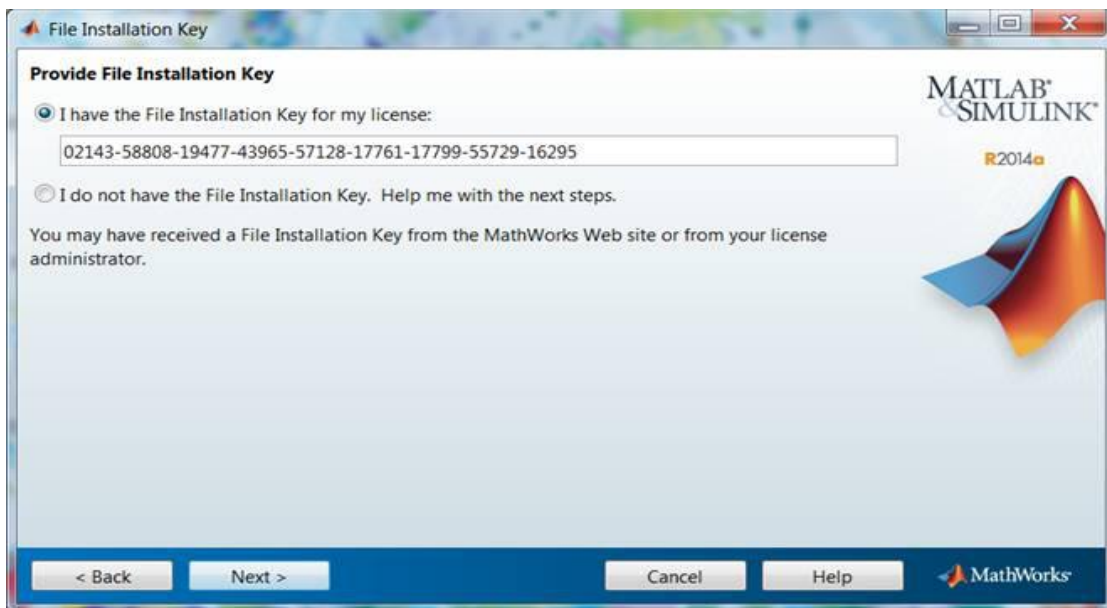 File Installation Key
Provide File Installation Key
I have the File Installation Key for my license:
02143-58808-19477-43965-57128-17761-17799-55729-16295
I do not have the File Installation Key. Help me with the next steps.
You may have received a File Installation Key from the MathWorks Web site or from your license
administrator.
MATLAB®
&SIMULINK®
R2014a
< Back
Next >
Cancel
Help
MathWorks®